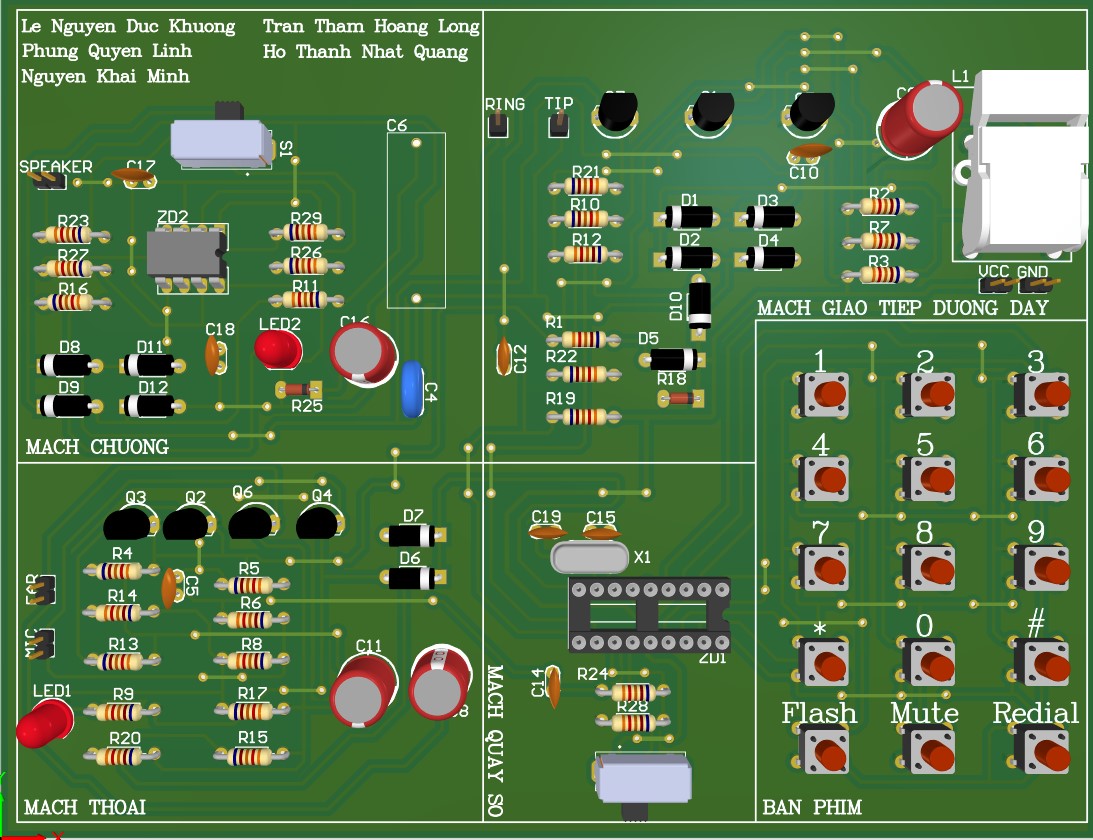 Le Nguyen Duc Khuong
Tran Tham Hoang Long
Phung Quyen Linh
Ho Thanh Nhat Quang
Nguyen Khai Minh
SPEAKER
C17
S1
C6
R23
R27
R16
ZD2
R29
R26
R11
C18
LED2
C16
D8
D11
D9
D12
R25
C4
MACH CHUONG
RING
TIP
C10
L1
R21
R10
R12
D1
D3
D2
D4
R2
R7
R3
VCC
GND
D10
MACH GIAO TIEP DUONG DAY
C12
R1
R22
R19
D5
R18
Q3
Q2
Q6
Q4
D7
D6
R4
C5
R5
R14
R6
R13
R8
C11
LED1
R9
R17
R20
R15
MACH THOAI
C19
C15
X1
ZD1
C14
R24
R28
MACH QUAY SO
1
2
3
4
5
6
7
8
9
*
0
#
Flash
Mute
Redial
BAN PHIM
X